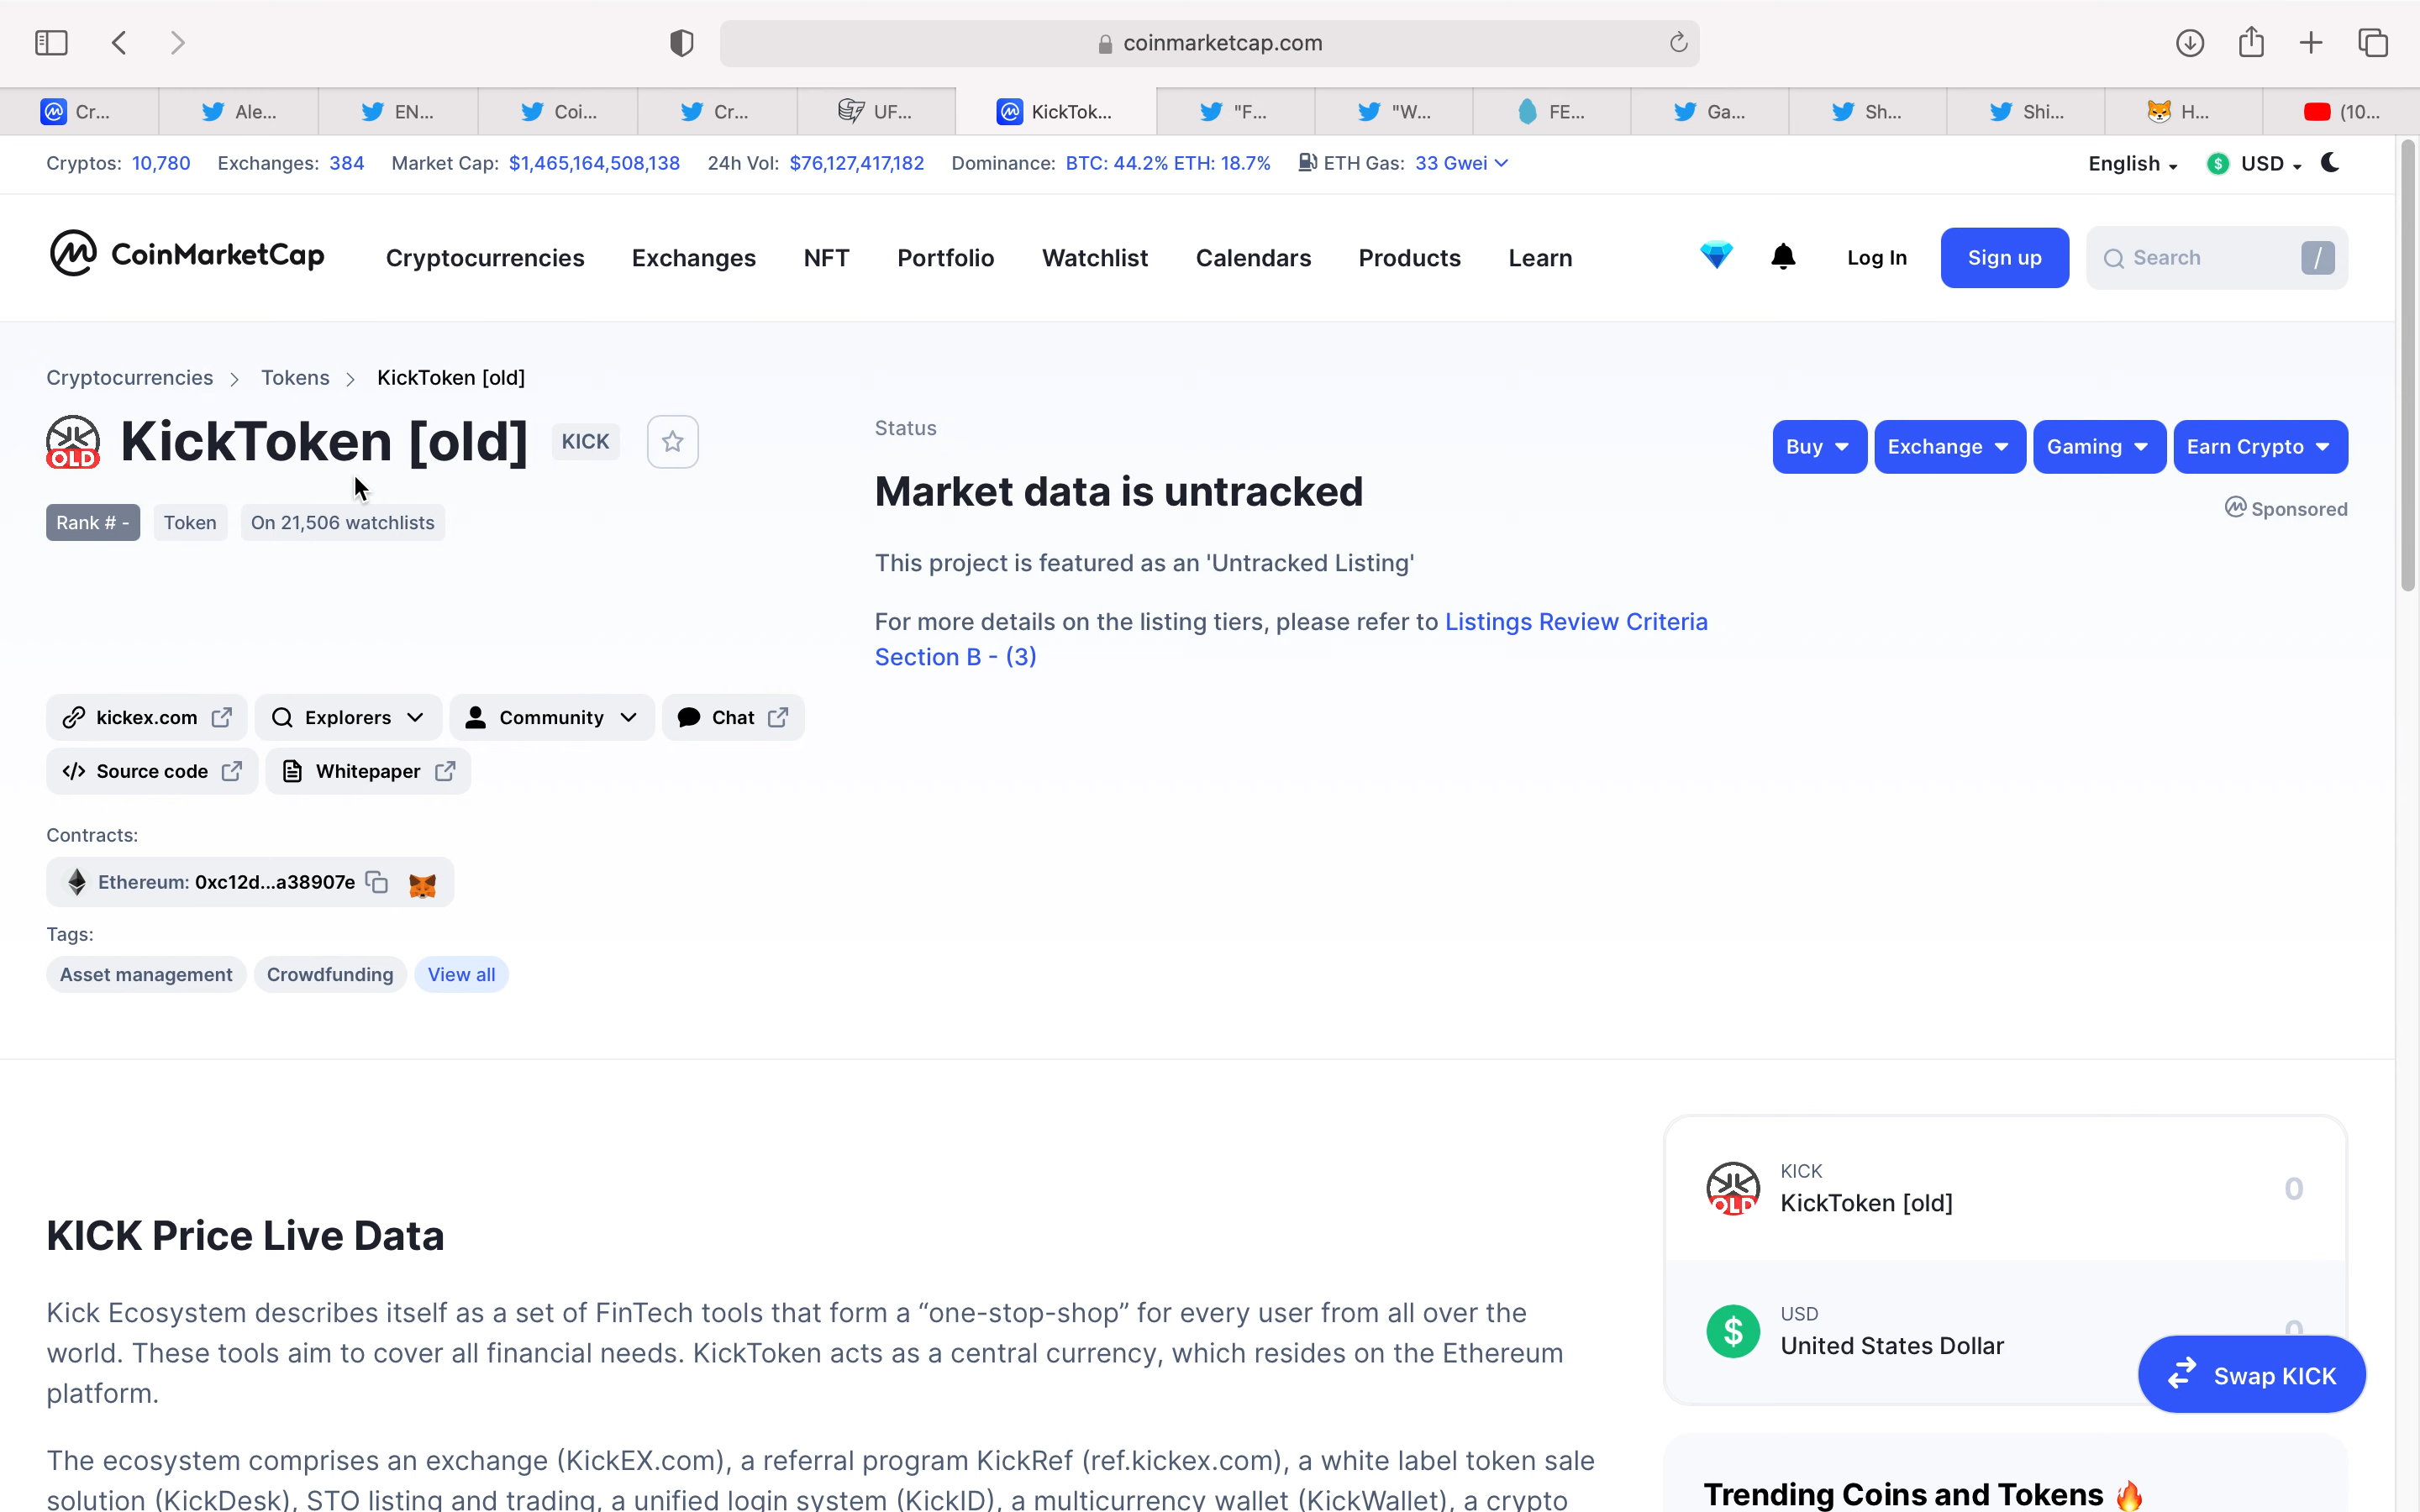 coinmarketcap.com
Cr...
Ale...
EN...
Coi...
Cr...
UF...
KickTok...
"F...
"W...
FE...
Ga...
Sh...
Shi...
H...
(10...
Cryptos: 10,780 Exchanges: 384 Market Cap: $1,465,164,508,138 24h Vol: $76,127,417,182 Dominance: BTC: 44.2% ETH: 18.7% ETH Gas: 33 Gwei
English
USD
CoinMarketCap
Cryptocurrencies Exchanges NFT Portfolio Watchlist Calendars Products Learn
Log In
Sign up
Search /
Cryptocurrencies > Tokens > KickToken [old]
OLD
KickToken [old] KICK
Rank # - Token On 21,506 watchlists
Status
Market data is untracked
This project is featured as an 'Untracked Listing'
For more details on the listing tiers, please refer to Listings Review Criteria
Section B - (3)
Buy Exchange Gaming Earn Crypto
Sponsored
kickex.com Explorers Community Chat
</> Source code Whitepaper
Contracts:
Ethereum: 0xc12d...a38907e
Tags:
Asset management Crowdfunding View all
KICK Price Live Data
Kick Ecosystem describes itself as a set of FinTech tools that form a “one-stop-shop” for every user from all over the
world. These tools aim to cover all financial needs. KickToken acts as a central currency, which resides on the Ethereum
platform.
The ecosystem comprises an exchange (KickEX.com), a referral program KickRef (ref.kickex.com), a white label token sale
solution (KickDesk), STO listing and trading, a unified login system (KickID), a multicurrency wallet (KickWallet), a crypto
OLD
KICK
KickToken [old]
0
$
USD
United States Dollar
0
Swap KICK
Trending Coins and Tokens 🔥